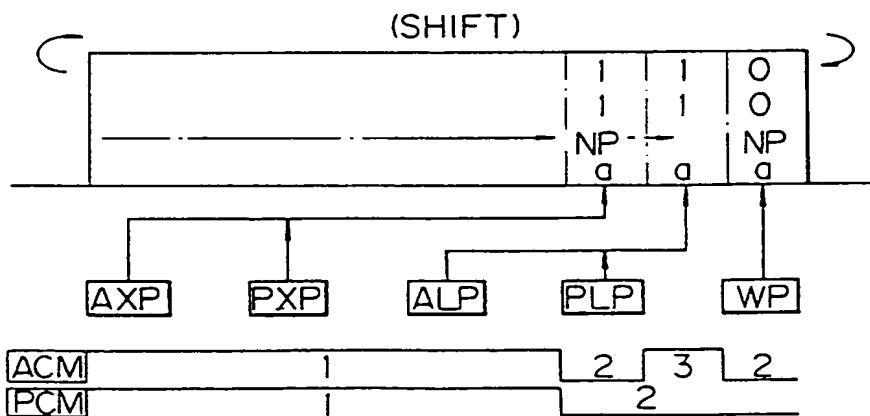 (SHIFT)
1 1 0
1 1 0
NP NP
a a a
AXP PXP ALP PLP WP
ACM 1 2 3 2
PCM 1 2